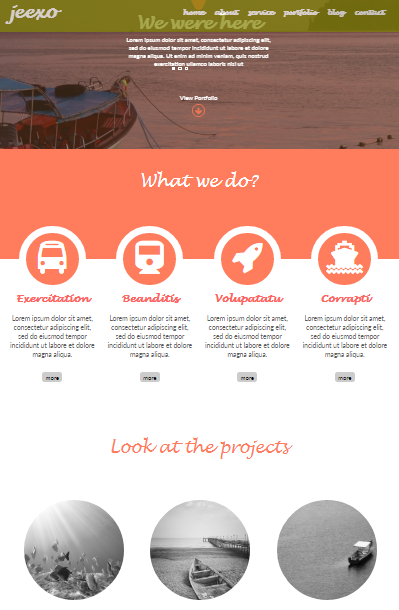 jeexo
home about service portfolio blog contact
We were here
Lorem ipsum dolor sit amet, consectetur adipiscing elit,
sed do eiusmod tempor incididunt ut labore et dolore
magna aliqua. Ut enim ad minim veniam, quis nostrud
exercitation ullamco laboris nisi ut
View Portfolio
What we do?
Exercitation Beanditis Volupatatu Corrapti
Lorem ipsum dolor sit amet, Lorem ipsum dolor sit amet, Lorem ipsum dolor sit amet, Lorem ipsum dolor sit amet,
consectetur adipiscing elit, consectetur adipiscing elit, consectetur adipiscing elit, consectetur adipiscing elit,
sed do eiusmod tempor sed do eiusmod tempor sed do eiusmod tempor sed do eiusmod tempor
incididunt ut labore et dolore incididunt ut labore et dolore incididunt ut labore et dolore incididunt ut labore et dolore
magna aliqua. magna aliqua. magna aliqua. magna aliqua.
more more more more
Look at the projects